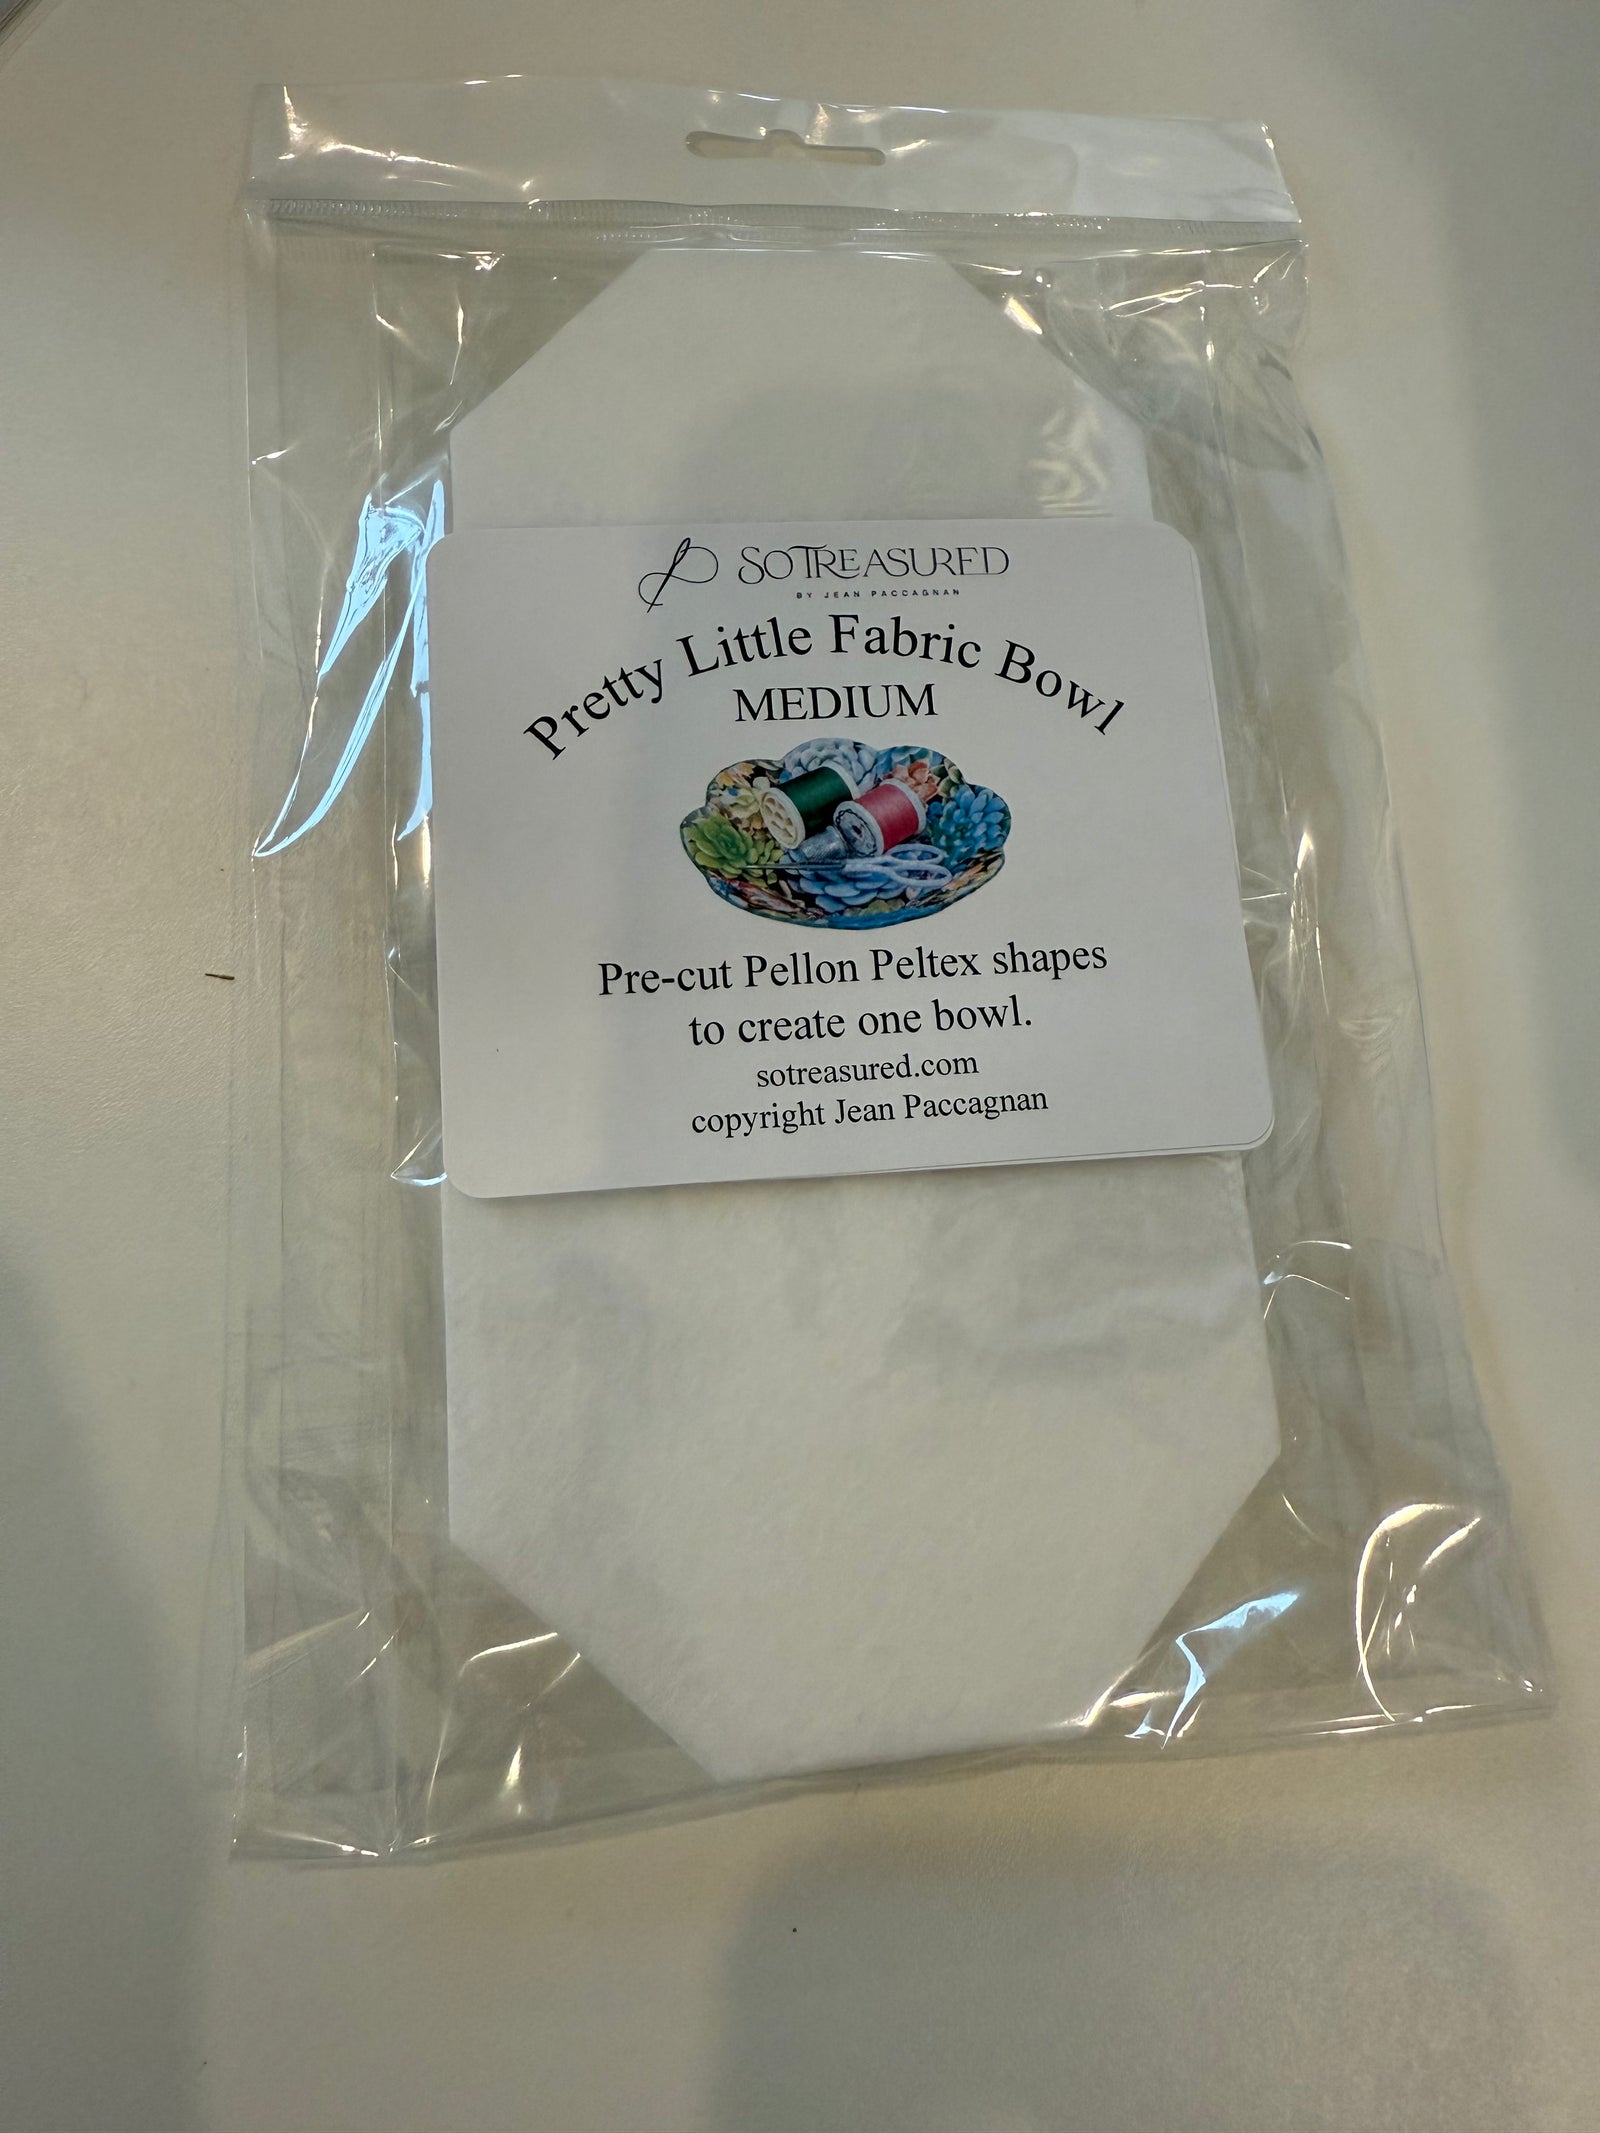 SOTREASURED
BY JEAN PACCAGNAN
Pretty Little Fabric Bowl
MEDIUM
Pre-cut Pellon Peltex shapes
to create one bowl.
sotreasured.com
copyright Jean Paccagnan